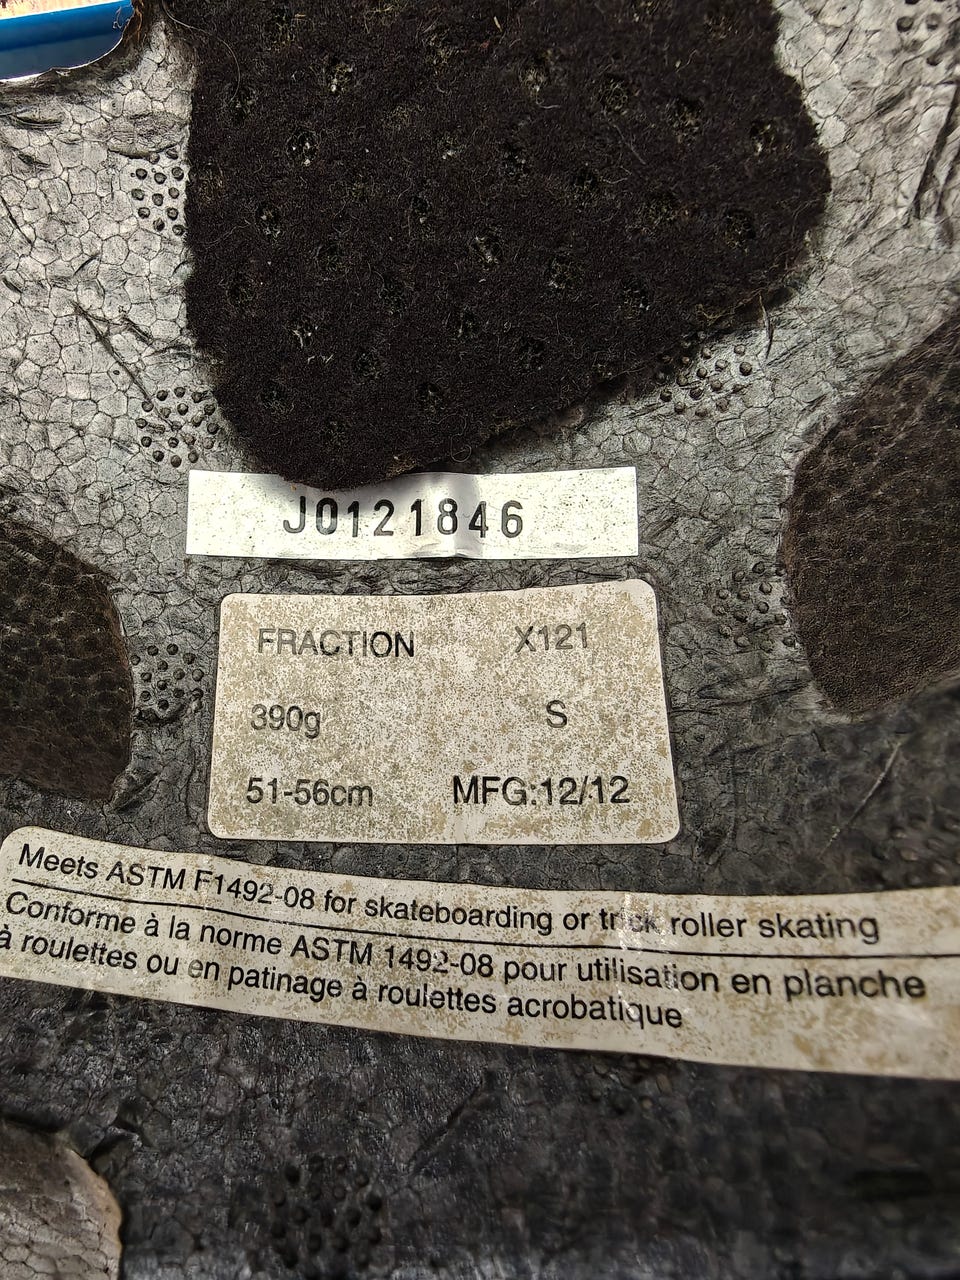 J0121846
FRACTION X121
390g S
51-56cm MFG:12/12
Meets ASTM F1492-08 for skateboarding or trick roller skating
Conforme à la norme ASTM 1492-08 pour utilisation en planche
à roulettes ou en patinage à roulettes acrobatique